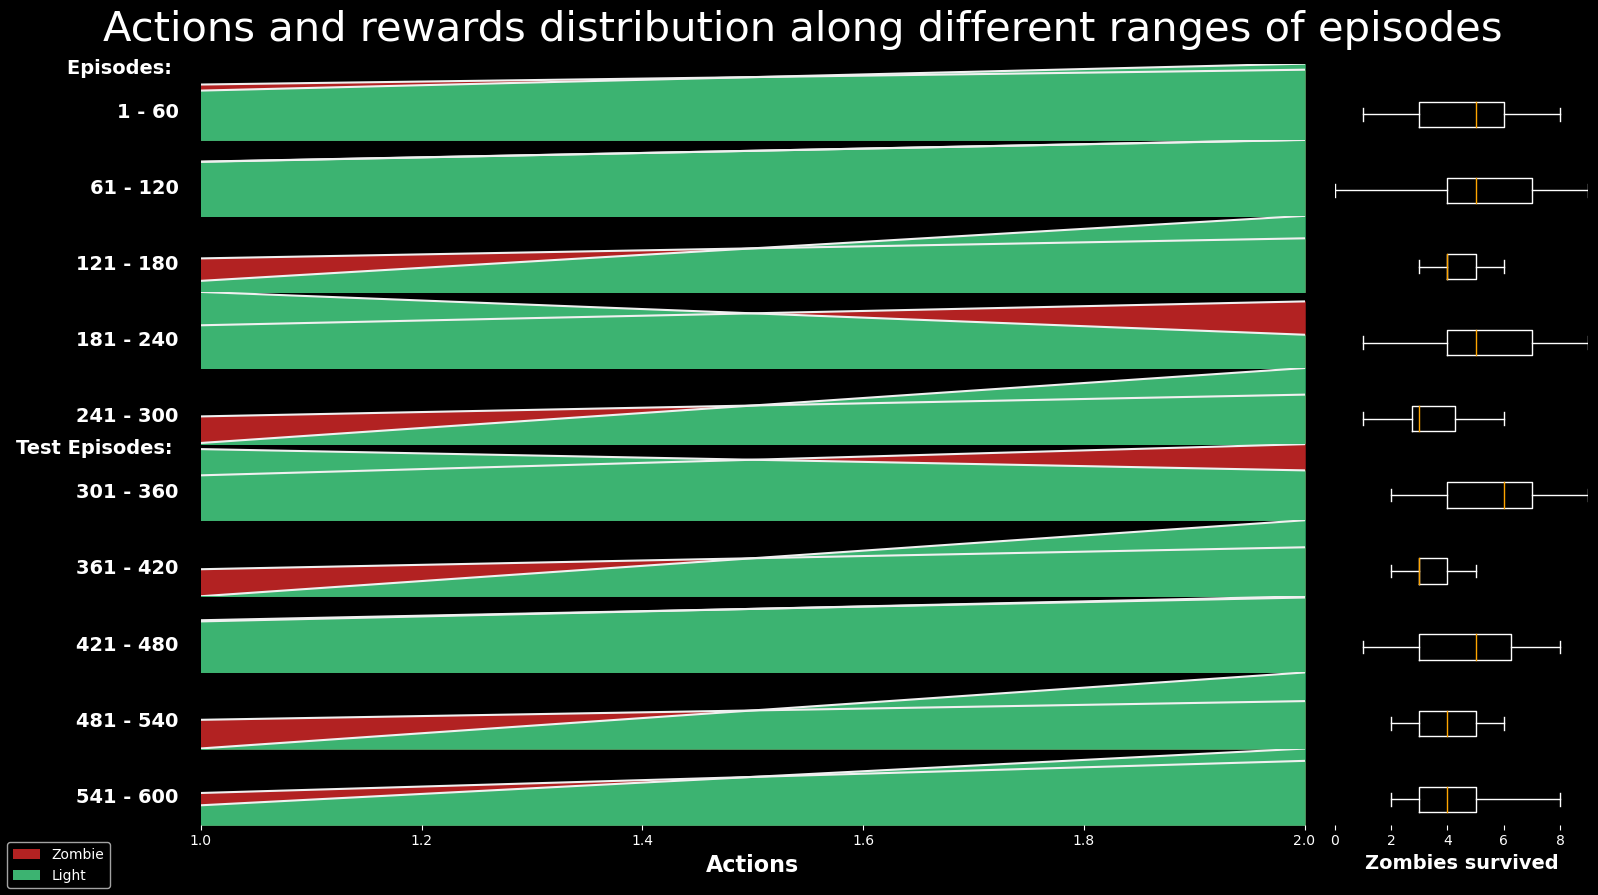 Actions and rewards distribution along different ranges of episodes
Episodes:
1 - 60
61 - 120
121 - 180
181 - 240
241 - 300
Test Episodes:
301 - 360
361 - 420
421 - 480
481 - 540
541 - 600
1.0 1.2 1.4 1.6 1.8 2.0 0 2 4 6 8
Actions Zombies survived
Zombie
Light